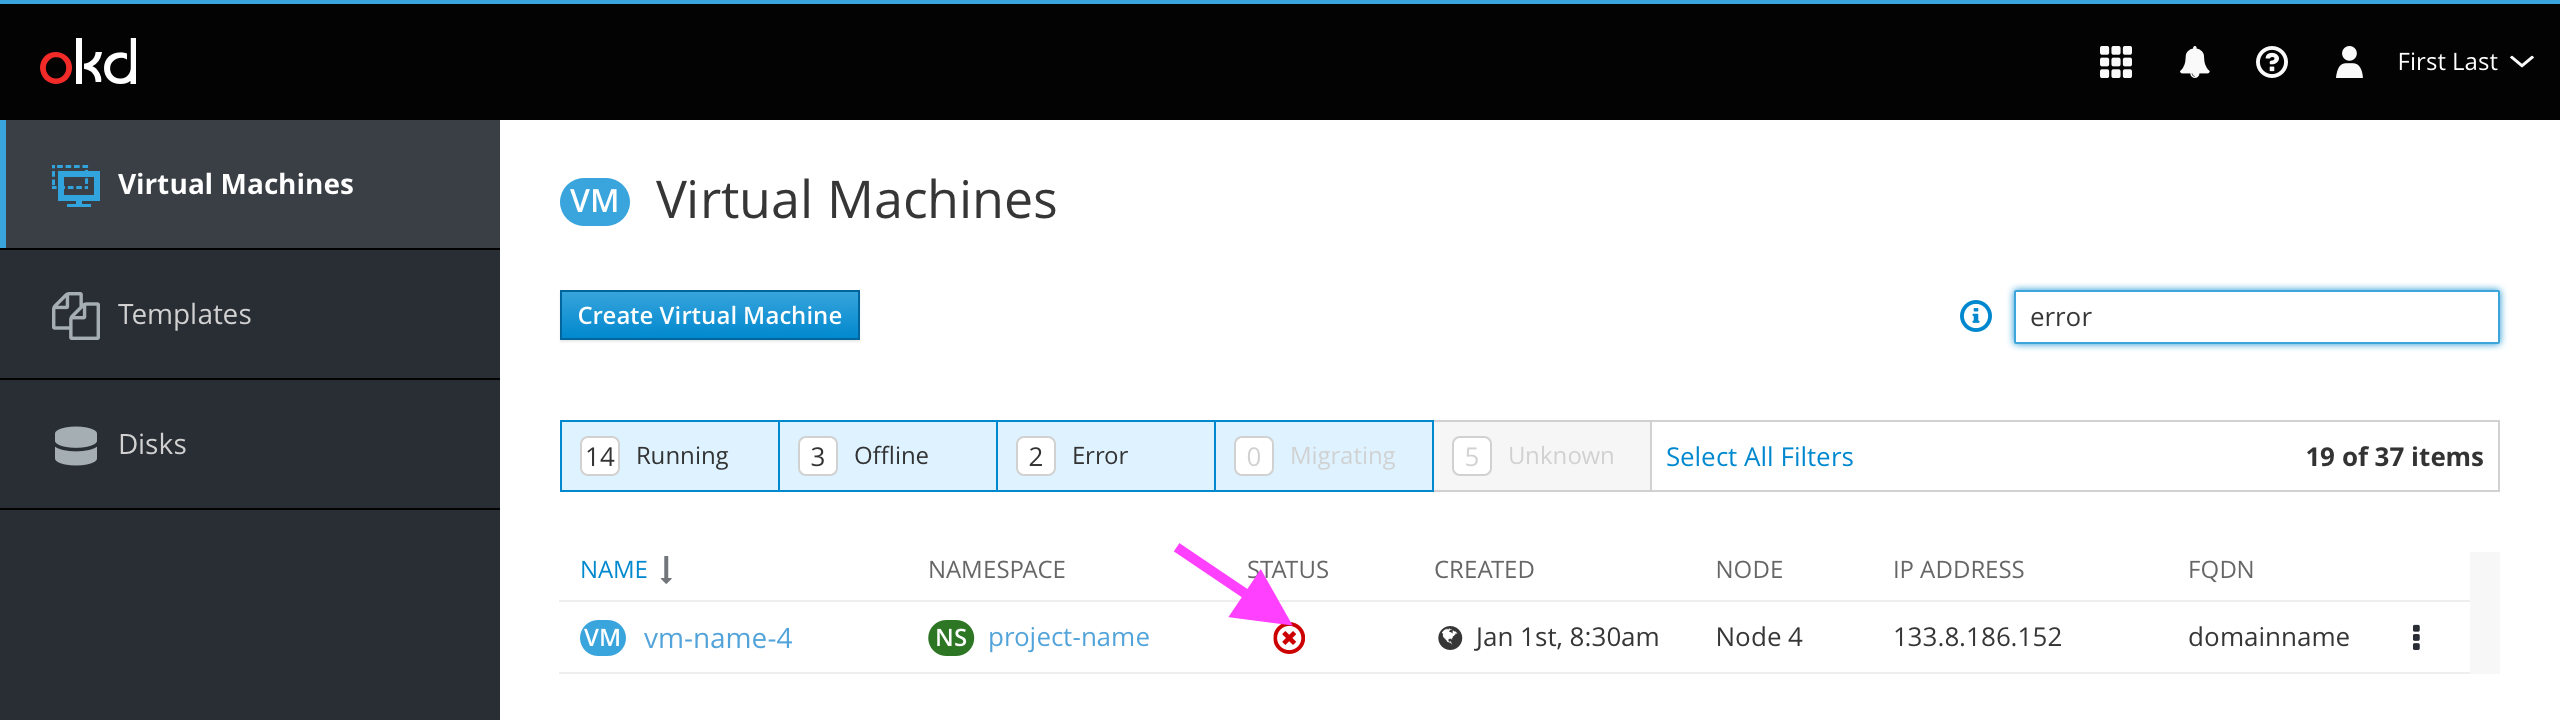 okd
First Last
Virtual Machines
Templates
Disks
VM Virtual Machines
Create Virtual Machine
error
14 Running 3 Offline 2 Error 0 Migrating 5 Unknown Select All Filters 19 of 37 items
NAME NAMESPACE STATUS CREATED NODE IP ADDRESS FQDN
VM vm-name-4 NS project-name Jan 1st, 8:30am Node 4 133.8.186.152 domainname